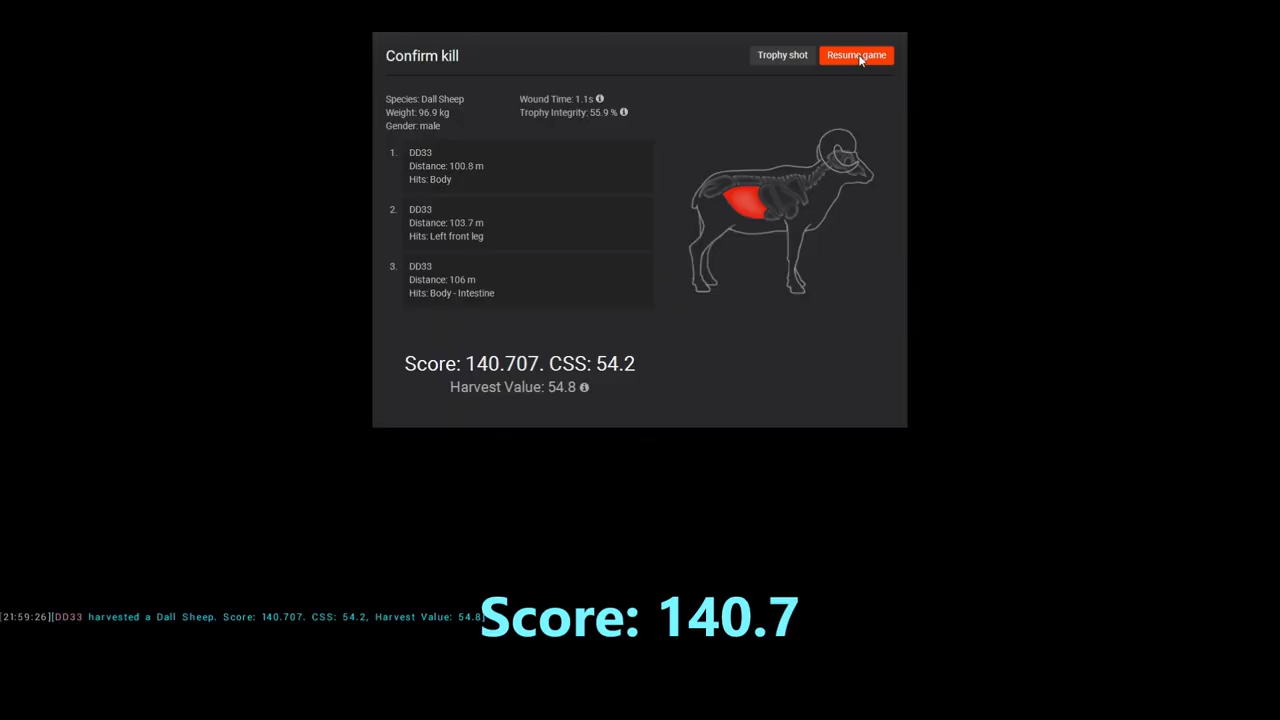 Confirm kill
Trophy shot
Resume game
Species: Dall Sheep
Weight: 96.9 kg
Gender: male
Wound Time: 1.1s
Trophy Integrity: 55.9 %
1. DD33
Distance: 100.8 m
Hits: Body
2. DD33
Distance: 103.7 m
Hits: Left front leg
3. DD33
Distance: 106 m
Hits: Body - Intestine
Score: 140.707. CSS: 54.2
Harvest Value: 54.8
[21:59:26][DD33 harvested a Dall Sheep. Score: 140.707. CSS: 54.2, Harvest Value: 54.8]
Score: 140.7